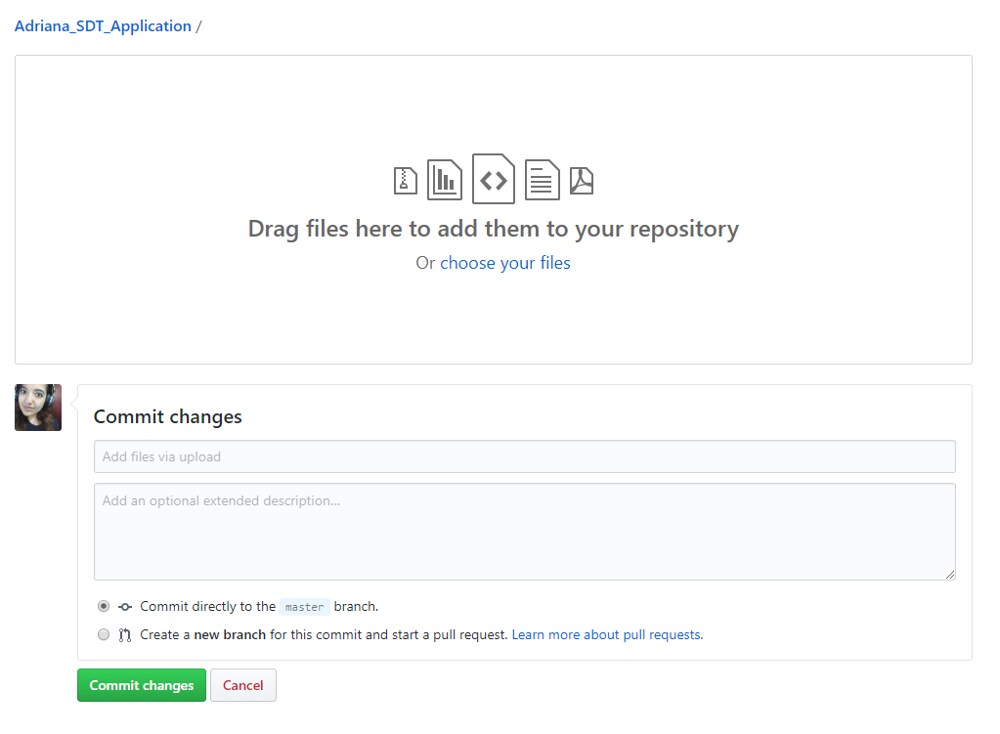 Adriana_SDT_Application /
Drag files here to add them to your repository
Or choose your files
Commit changes
Add files via upload
Add an optional extended description...
Commit directly to the master branch.
Create a new branch for this commit and start a pull request. Learn more about pull requests.
Commit changes Cancel